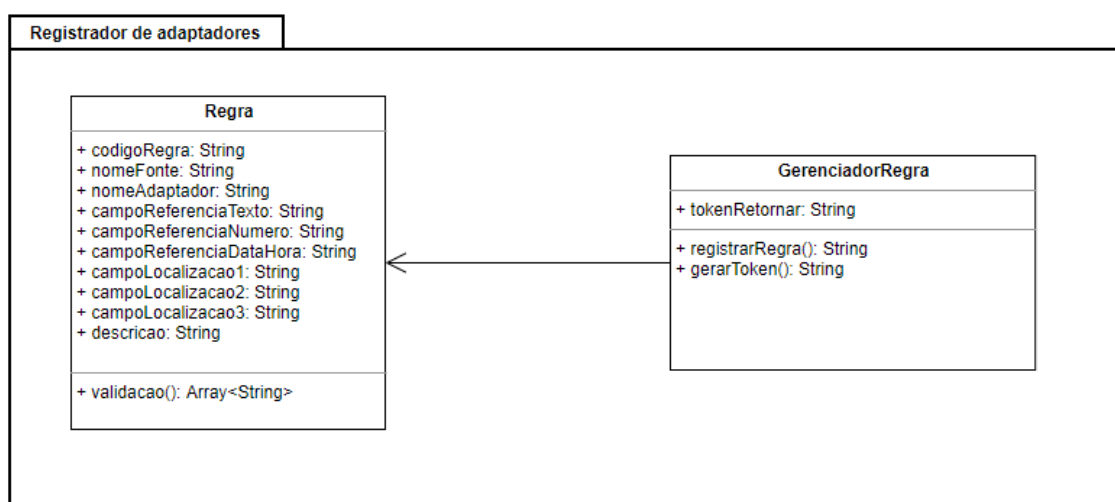 Registrador de adaptadores
Regra
+ codigoRegra: String
+ nomeFonte: String
+ nomeAdaptador: String
+ campoReferenciaTexto: String
+ campoReferenciaNumero: String
+ campoReferenciaDataHora: String
+ campoLocalizacao1: String
+ campoLocalizacao2: String
+ campoLocalizacao3: String
+ descricao: String
+ validacao(): Array<String>
GerenciadorRegra
+ tokenRetornar: String
+ registrarRegra(): String
+ gerarToken(): String